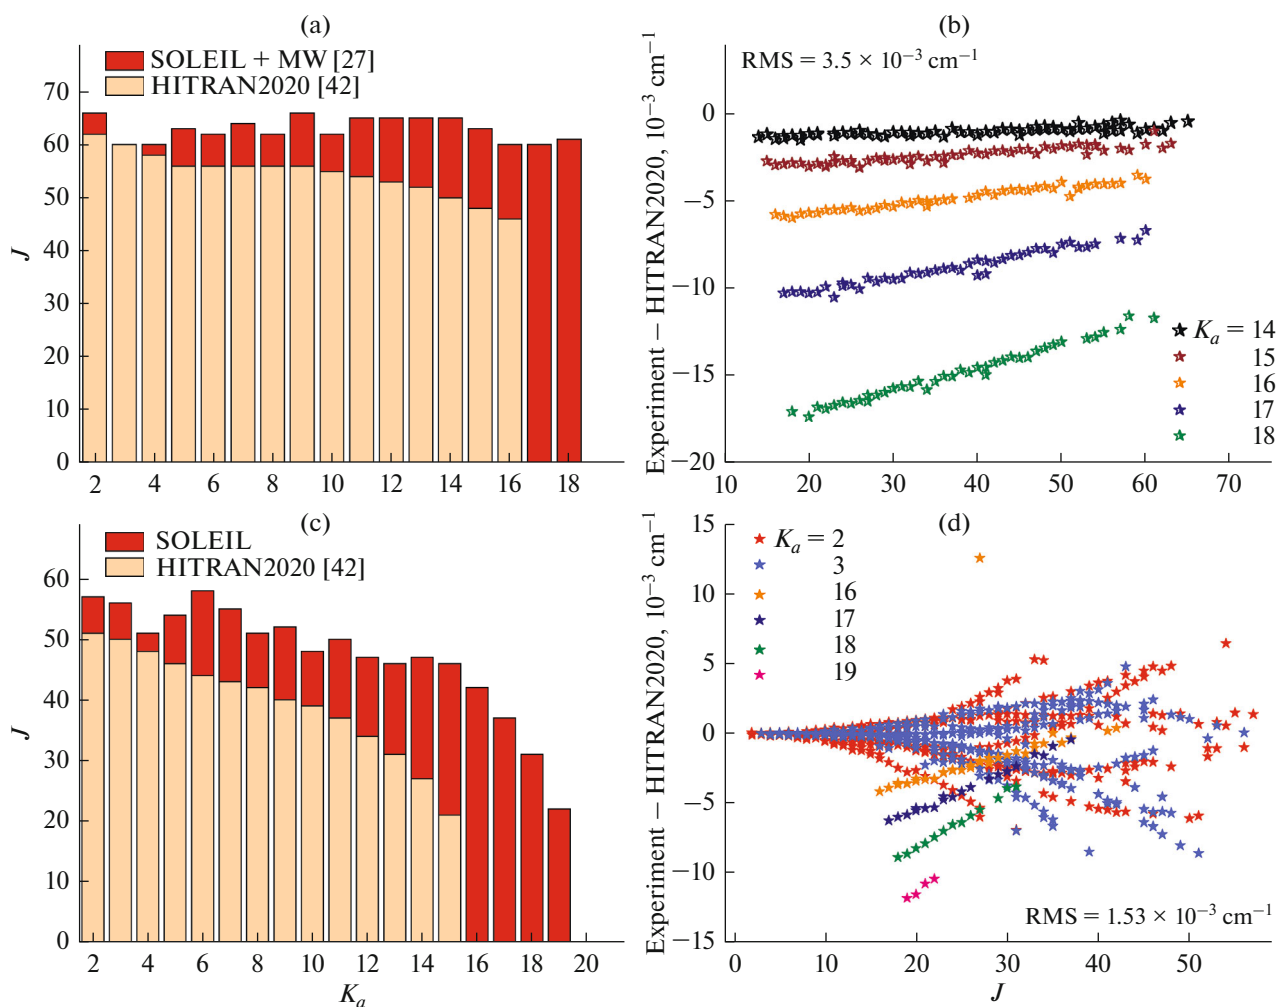 (a)
SOLEIL + MW [27]
HITRAN2020 [42]
J
70
60
50
40
30
20
10
0
2 4 6 8 10 12 14 16 18
(b)
RMS = 3.5 × 10⁻³ cm⁻¹
Experiment – HITRAN2020, 10⁻³ cm⁻¹
0
−5
−10
−15
−20
10 20 30 40 50 60 70
Kₐ = 14
15
16
17
18
(c)
SOLEIL
HITRAN2020 [42]
J
60
50
40
30
20
10
0
2 4 6 8 10 12 14 16 18 20
Kₐ
(d)
Kₐ = 2
3
16
17
18
19
Experiment – HITRAN2020, 10⁻³ cm⁻¹
15
10
5
0
−5
−10
−15
RMS = 1.53 × 10⁻³ cm⁻¹
0 10 20 30 40 50
J